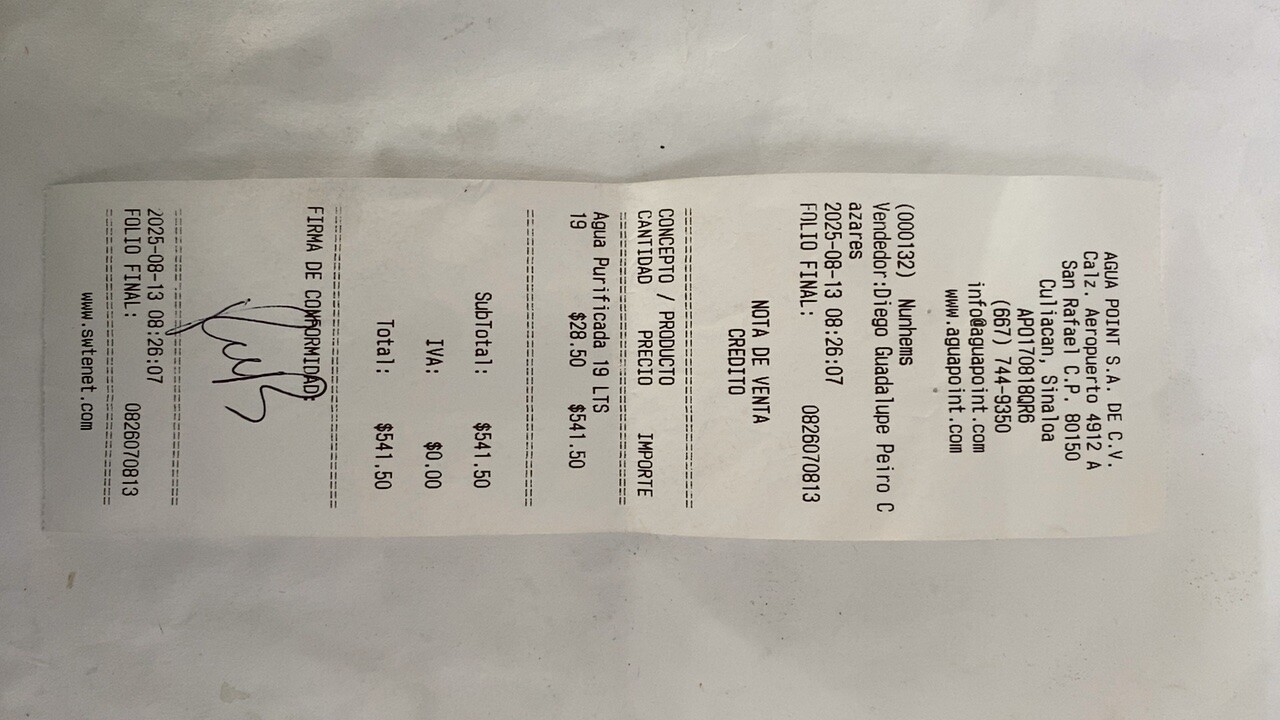 AGUA POINT S.A. DE C.V.
Calz. Aeropuerto 4912 A
San Rafael C.P. 80150
Culiacan, Sinaloa
APO170818QR6
(667) 744-9350
info@aguapoint.com
www.aguapoint.com
(000132) Nunhems
Vendedor:Diego Guadalupe Peiro C
azares
2025-08-13 08:26:07
FOLIO FINAL: 0826070813
NOTA DE VENTA
CREDITO
================================
CONCEPTO / PRODUCTO
CANTIDAD PRECIO IMPORTE
================================
Agua Purificada 19 LTS
19 $28.50 $541.50
================================
SubTotal: $541.50
IVA: $0.00
Total: $541.50
================================
FIRMA DE CONFORMIDAD:
================================
2025-08-13 08:26:07
FOLIO FINAL: 0826070813
================================
www.swtenet.com